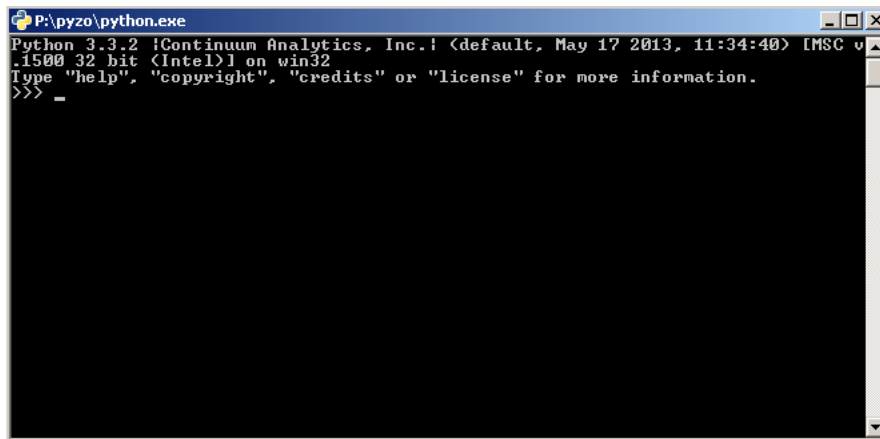 P:\pyzo\python.exe
Python 3.3.2 |Continuum Analytics, Inc.| (default, May 17 2013, 11:34:40) [MSC v
.1500 32 bit (Intel)] on win32
Type "help", "copyright", "credits" or "license" for more information.
>>> _